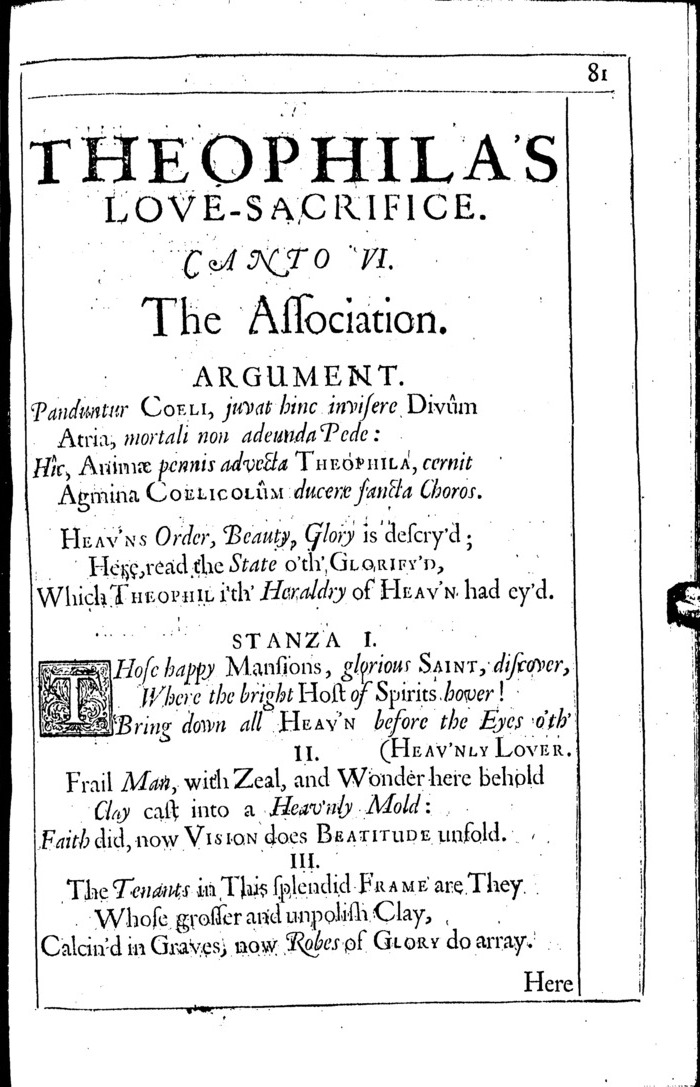 81
THEOPHILA'S
LOVE-SACRIFICE.
CANTO VI.
The Aſſociation.
ARGUMENT.
Panduntur COELI, juvat hinc inviſere Divûm
Atria, mortali non adeunda Pede:
Hîc, Animæ pennis advecta THEOPHILA, cernit
Agmina COELICOLÛM ducere ſancta Choros.
HEAV'NS Order, Beauty, Glory is deſcry'd;
Here, read the State o'th' GLORIFY'D,
Which THEOPHIL i'th' Heraldry of HEAV'N had ey'd.
STANZA I.
THoſe happy Manſions, glorious SAINT, diſcover,
Where the bright Hoſt of Spirits hover!
Bring down all HEAV'N before the Eyes o'th'
II. (HEAV'NLY LOVER.
Frail Man, with Zeal, and Wonder here behold
Clay caſt into a Heav'nly Mold:
Faith did, now VISION does BEATITUDE unfold.
III.
The Tenants in This ſplendid FRAME are They
Whoſe groſſer and unpoliſh Clay,
Calcin'd in Graves, now Robes of GLORY do array.
Here